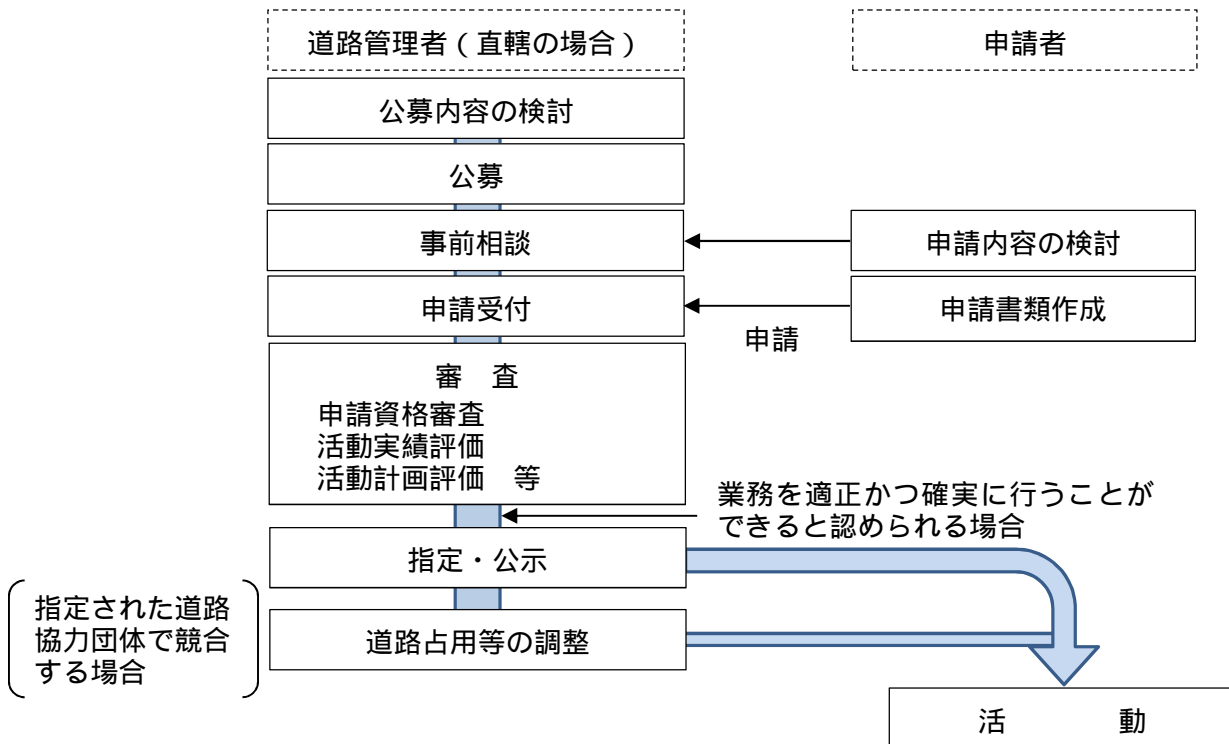 道路管理者（直轄の場合）
申請者
公募内容の検討
公募
事前相談
申請内容の検討
申請受付
申請書類作成
申請
審　査
申請資格審査
活動実績評価
活動計画評価　等
業務を適正かつ確実に行うことが
できると認められる場合
指定・公示
指定された道路
協力団体で競合
する場合
道路占用等の調整
活　　動